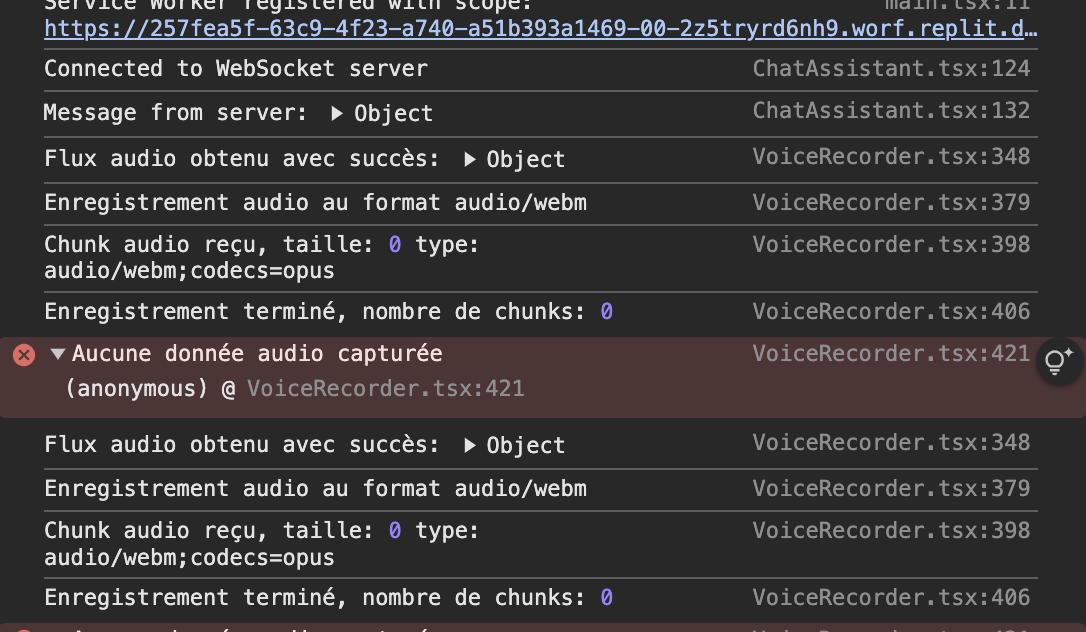 Service Worker registered with scope: main.tsx:11
https://257fea5f-63c9-4f23-a740-a51b393a1469-00-2z5tryrd6nh9.worf.replit.d…
Connected to WebSocket server ChatAssistant.tsx:124
Message from server: ▶ Object ChatAssistant.tsx:132
Flux audio obtenu avec succès: ▶ Object VoiceRecorder.tsx:348
Enregistrement audio au format audio/webm VoiceRecorder.tsx:379
Chunk audio reçu, taille: 0 type: VoiceRecorder.tsx:398
audio/webm;codecs=opus
Enregistrement terminé, nombre de chunks: 0 VoiceRecorder.tsx:406
▼ Aucune donnée audio capturée VoiceRecorder.tsx:421
(anonymous) @ VoiceRecorder.tsx:421
Flux audio obtenu avec succès: ▶ Object VoiceRecorder.tsx:348
Enregistrement audio au format audio/webm VoiceRecorder.tsx:379
Chunk audio reçu, taille: 0 type: VoiceRecorder.tsx:398
audio/webm;codecs=opus
Enregistrement terminé, nombre de chunks: 0 VoiceRecorder.tsx:406